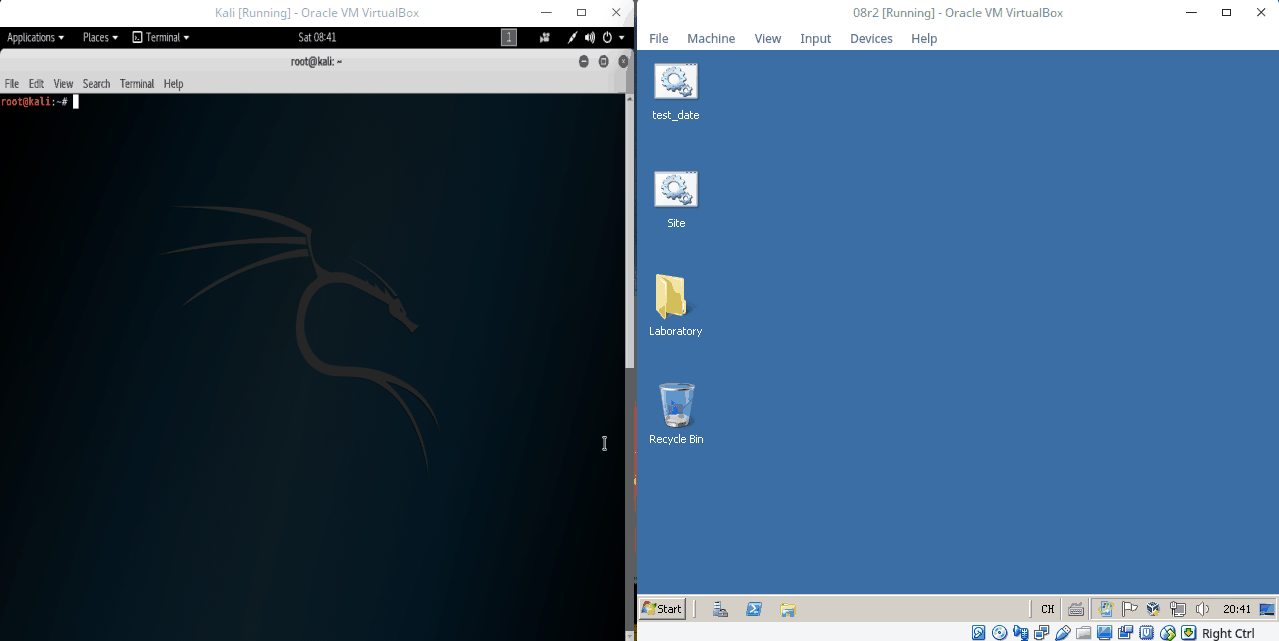 Kali [Running] - Oracle VM VirtualBox
Applications Places Terminal Sat 08:41 1
root@kali: ~
File Edit View Search Terminal Help
root@kali:~#
08r2 [Running] - Oracle VM VirtualBox
File Machine View Input Devices Help
test_date
Site
Laboratory
Recycle Bin
Start CH 20:41
Right Ctrl